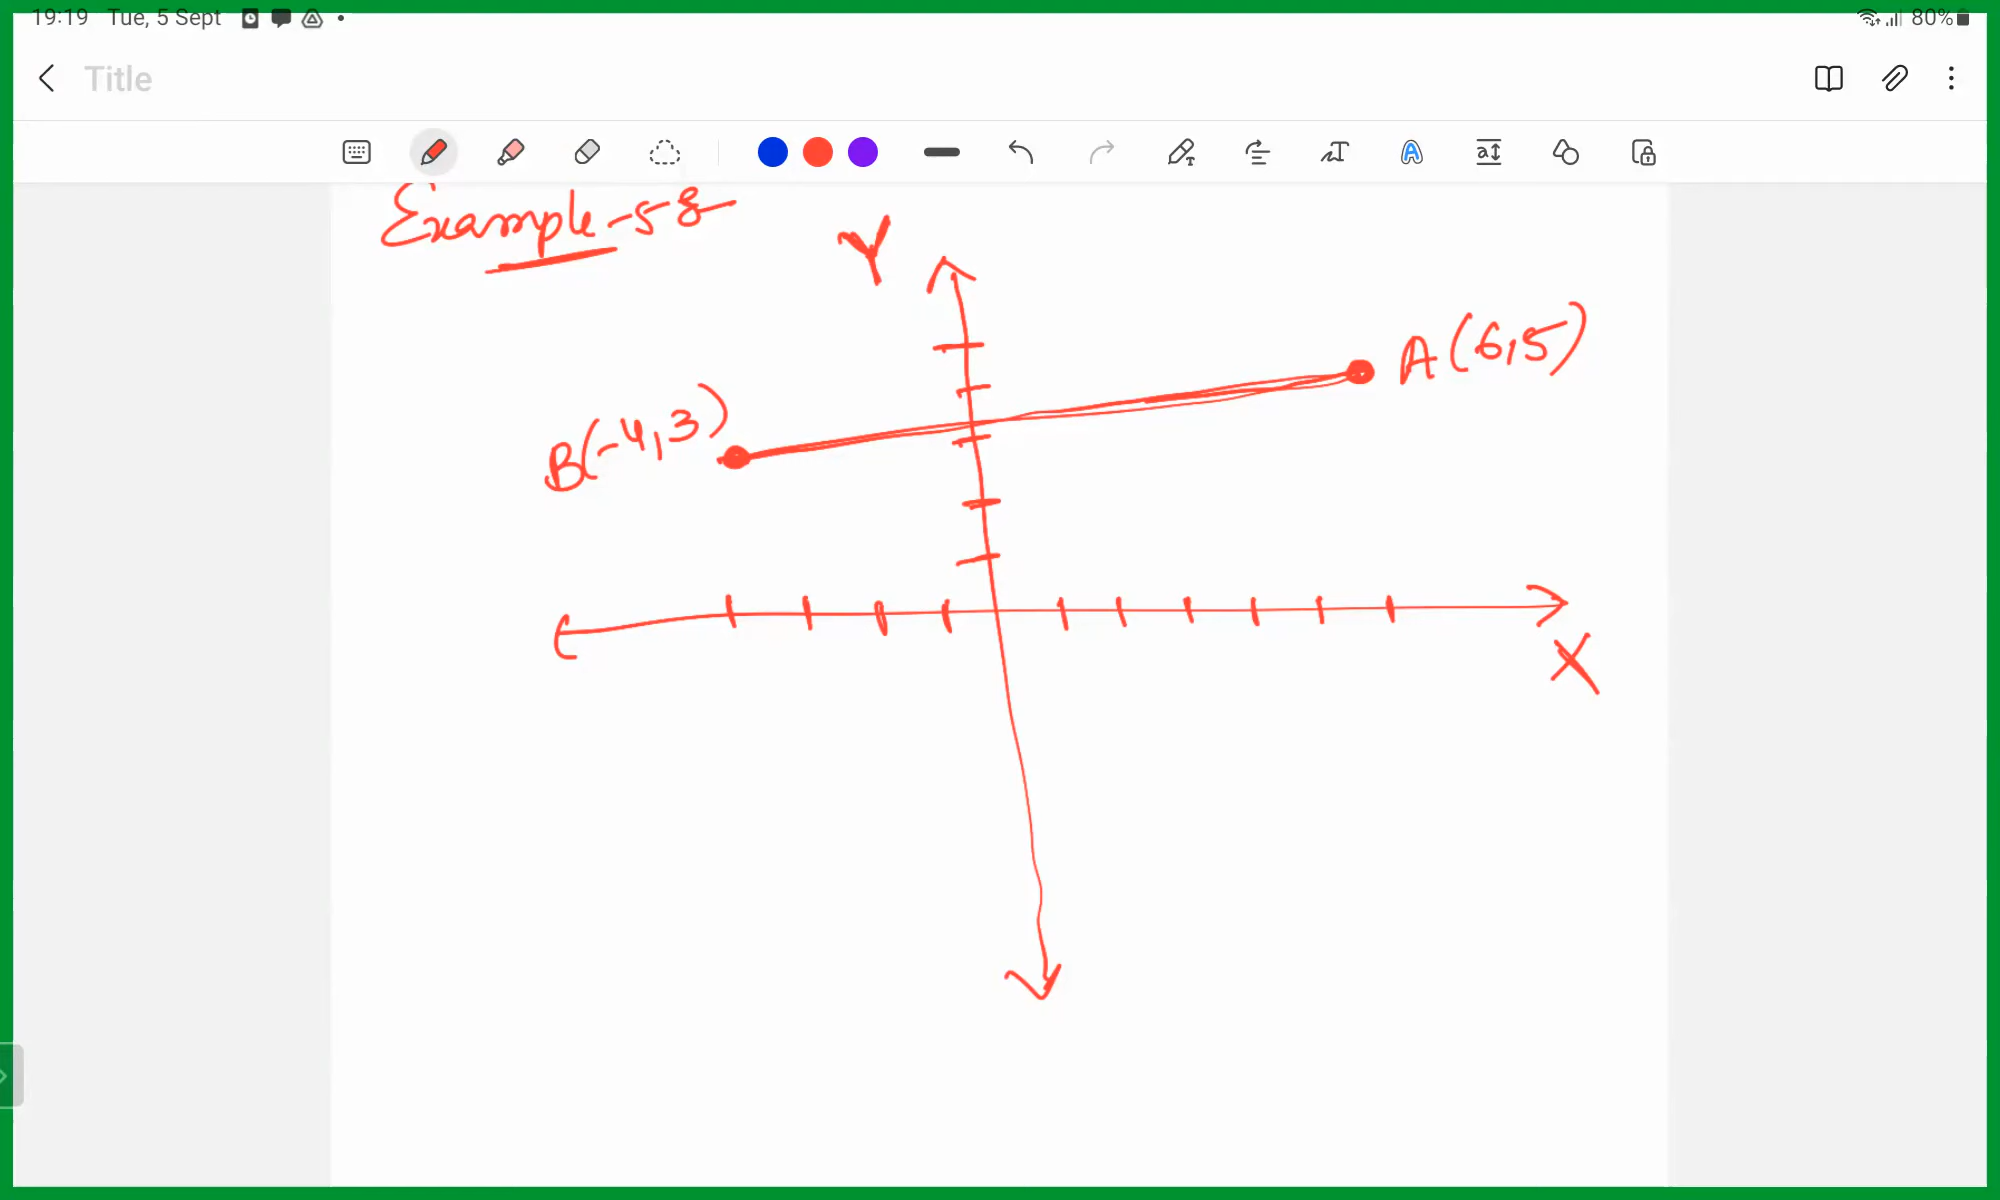 19:19 Tue, 5 Sept 80%
Title
Example-58
Y
A(6,5)
B(-4,3)
X